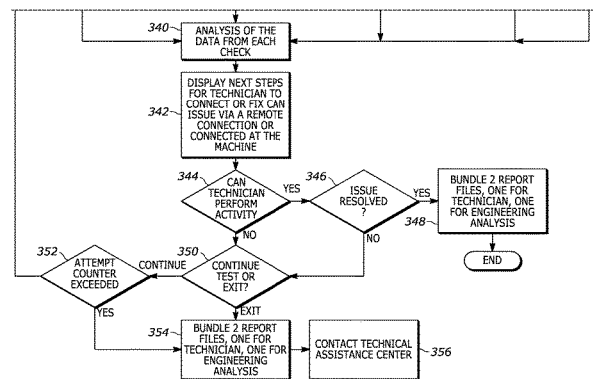 340
ANALYSIS OF THE
DATA FROM EACH
CHECK
342
DISPLAY NEXT STEPS
FOR TECHNICIAN TO
CONNECT OR FIX CAN
ISSUE VIA A REMOTE
CONNECTION OR
CONNECTED AT THE
MACHINE
344
CAN
TECHNICIAN
PERFORM
ACTIVITY
YES
NO
346
ISSUE
RESOLVED
?
YES
NO
BUNDLE 2 REPORT
FILES, ONE FOR
TECHNICIAN, ONE
FOR ENGINEERING
ANALYSIS
348
END
350
CONTINUE
TEST OR
EXIT?
CONTINUE
EXIT
352
ATTEMPT
COUNTER
EXCEEDED
YES
354
BUNDLE 2 REPORT
FILES, ONE FOR
TECHNICIAN, ONE FOR
ENGINEERING
ANALYSIS
CONTACT TECHNICAL
ASSISTANCE CENTER
356